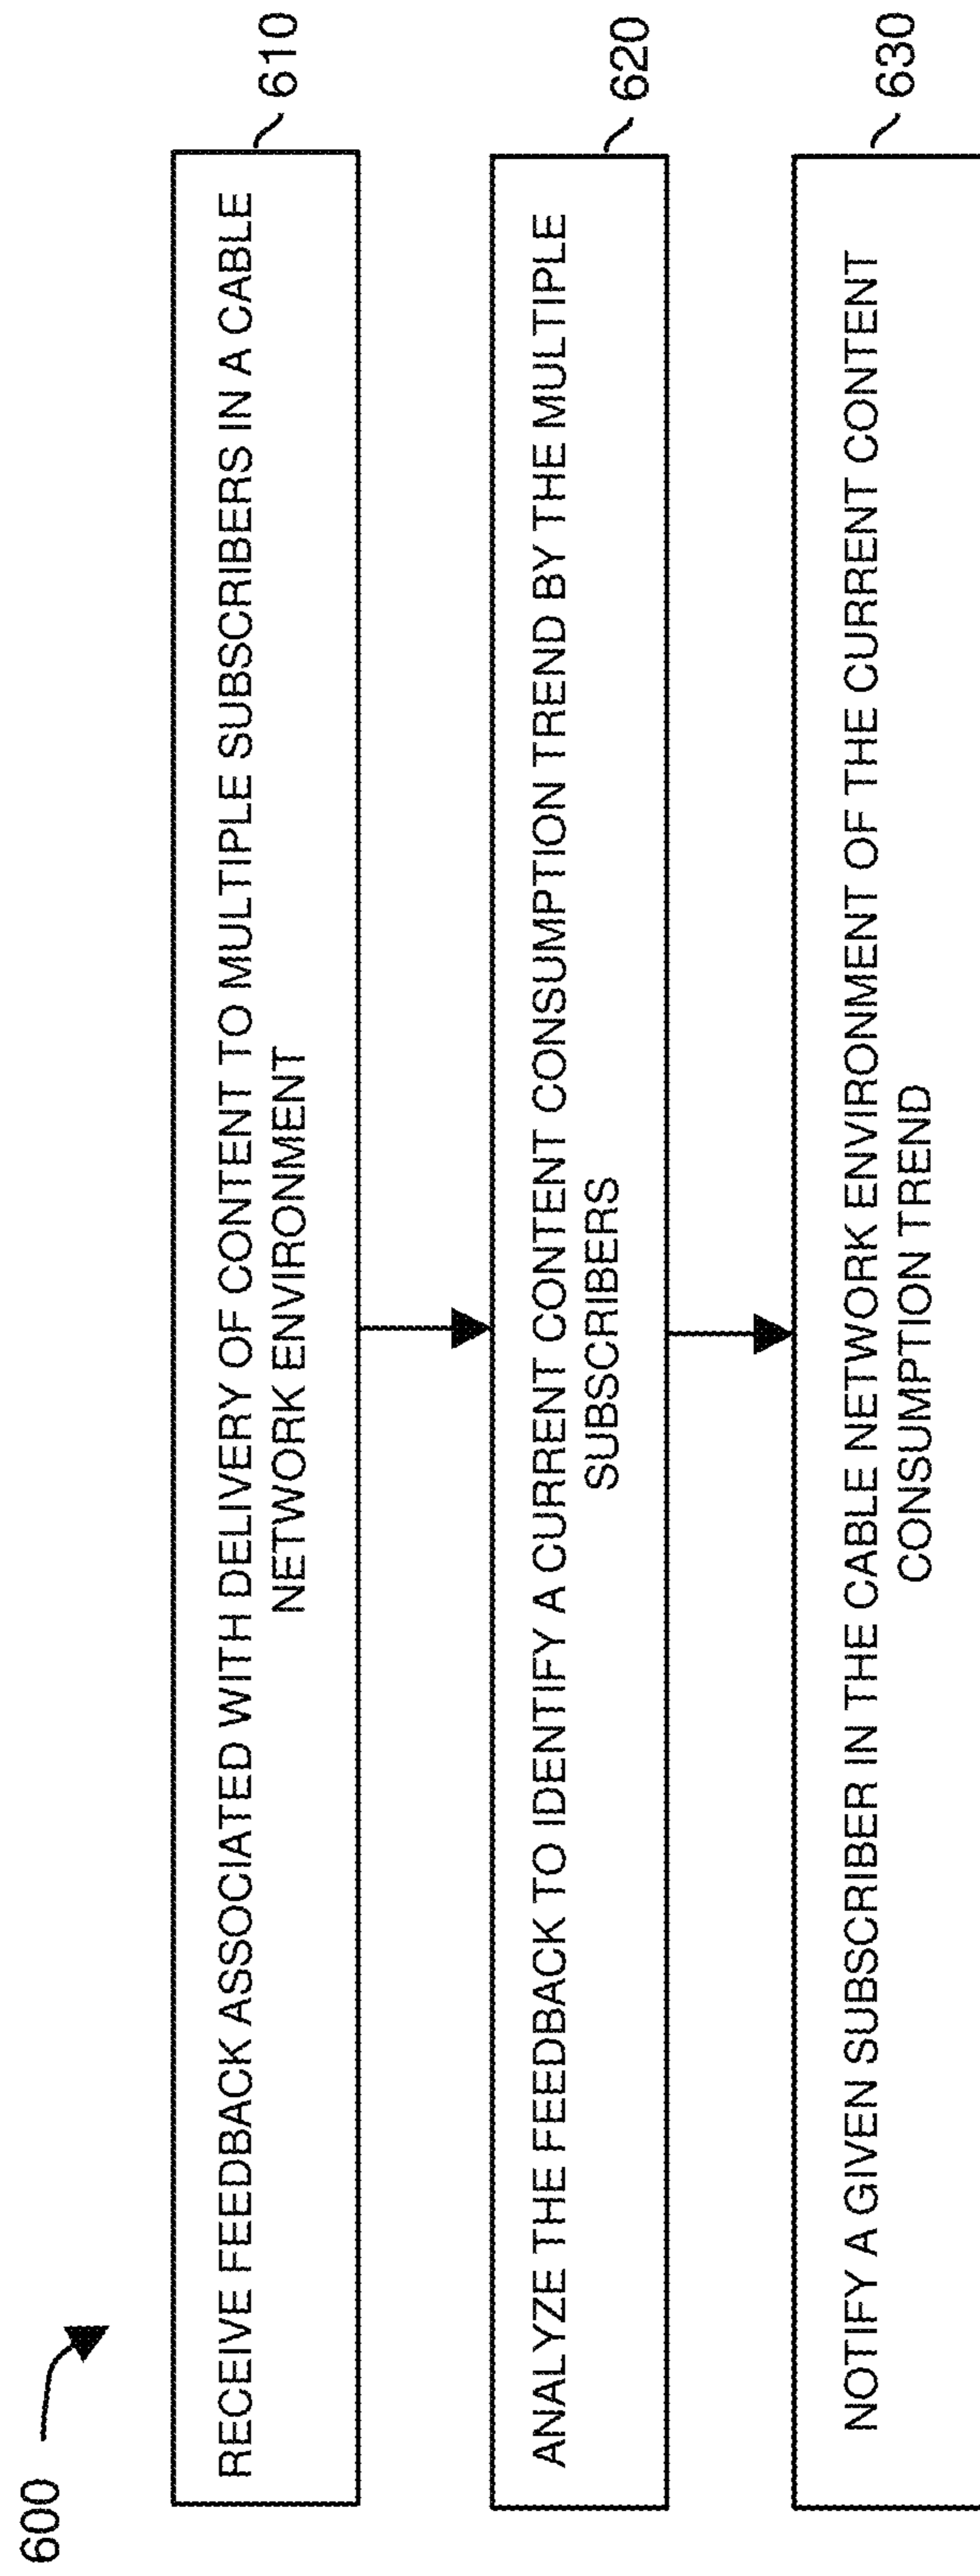 600
RECEIVE FEEDBACK ASSOCIATED WITH DELIVERY OF CONTENT TO MULTIPLE SUBSCRIBERS IN A CABLE
NETWORK ENVIRONMENT
610
ANALYZE THE FEEDBACK TO IDENTIFY A CURRENT CONTENT CONSUMPTION TREND BY THE MULTIPLE
SUBSCRIBERS
620
NOTIFY A GIVEN SUBSCRIBER IN THE CABLE NETWORK ENVIRONMENT OF THE CURRENT CONTENT
CONSUMPTION TREND
630